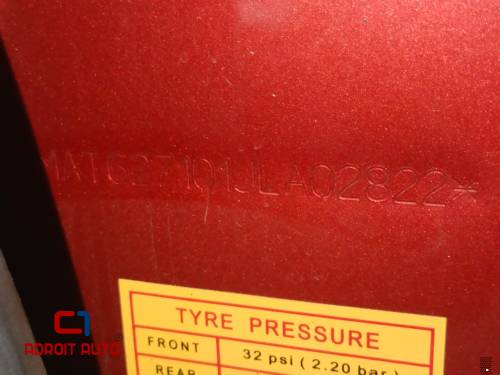 MAT627101JLA02822*
TYRE PRESSURE
FRONT 32 psi ( 2.20 bar )
REAR
ADROIT AUTO